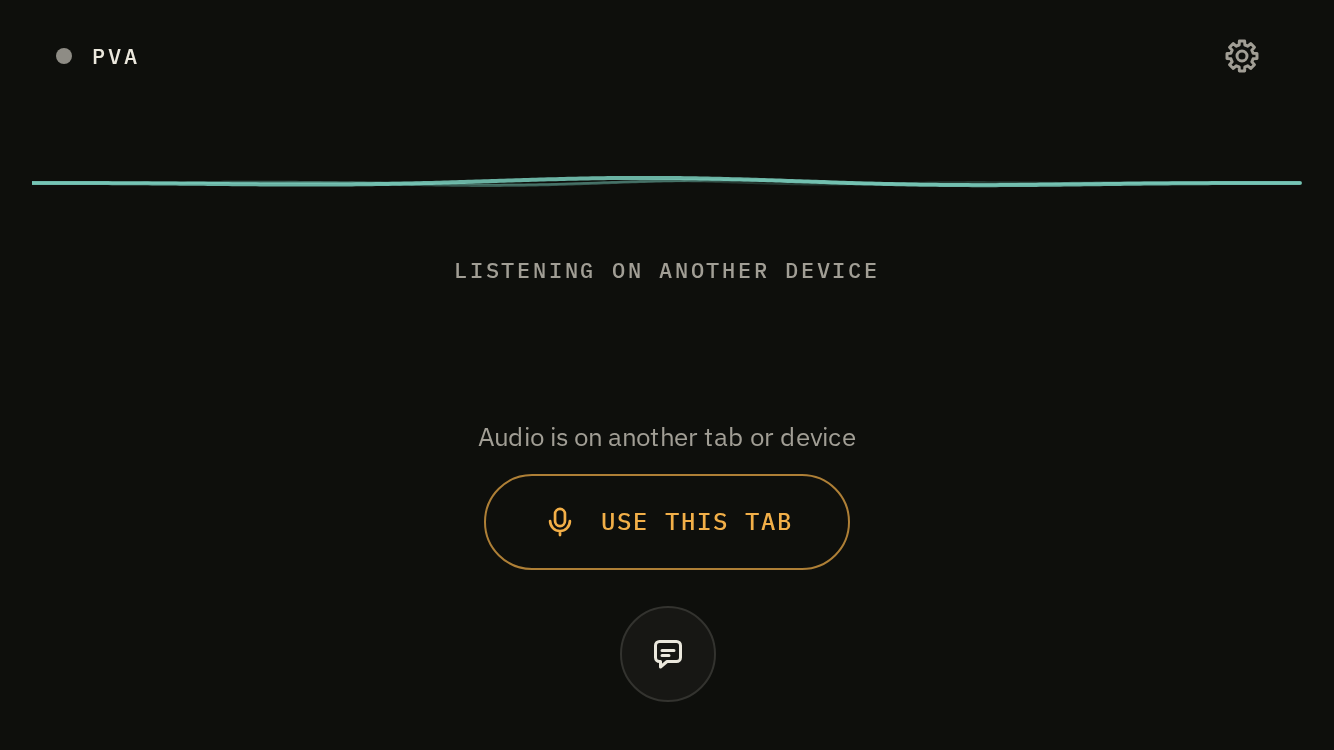 PVA
LISTENING ON ANOTHER DEVICE
Audio is on another tab or device
USE THIS TAB